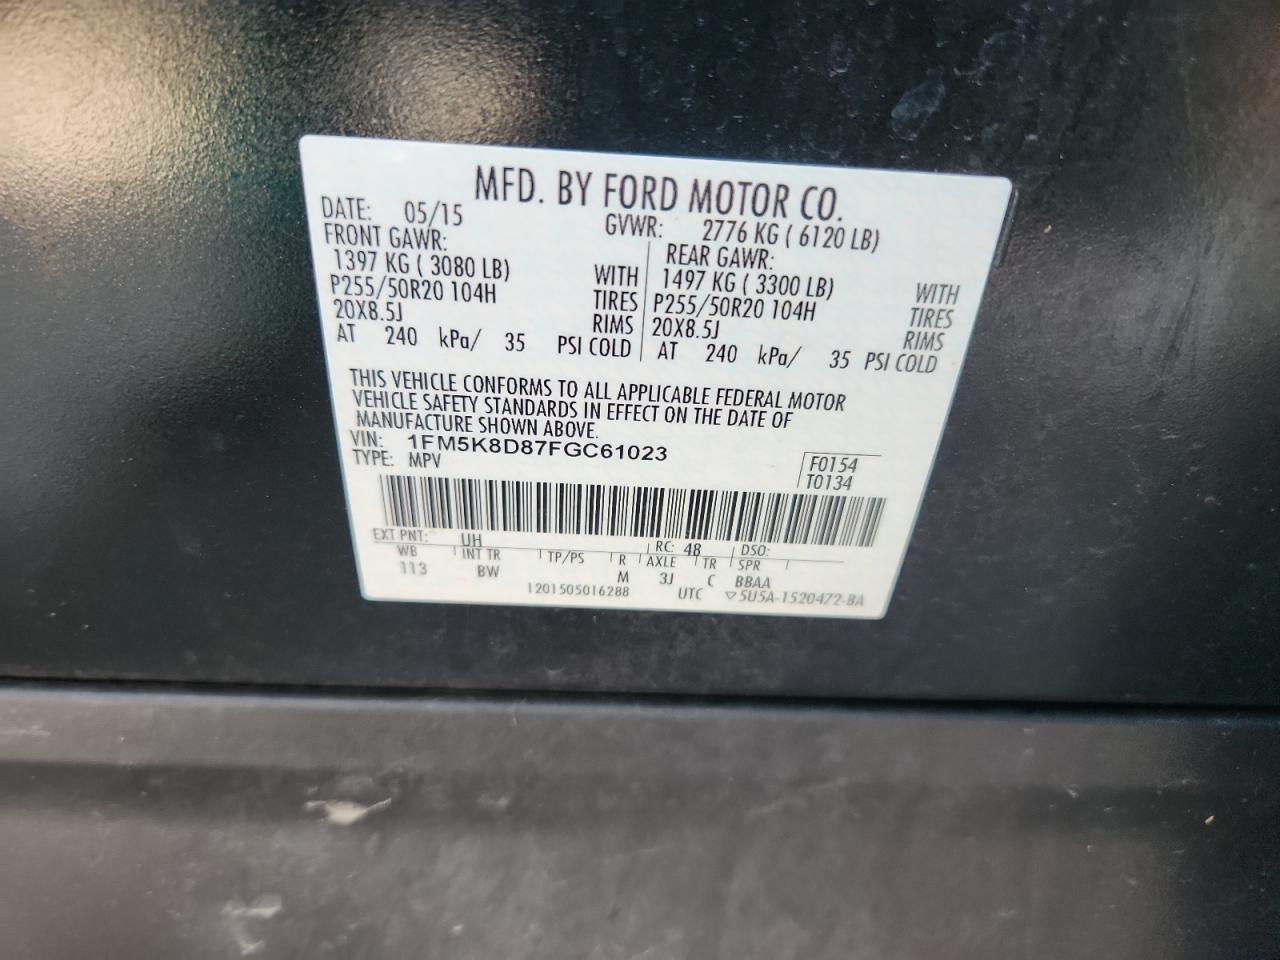 MFD. BY FORD MOTOR CO.
DATE: 05/15 GVWR: 2776 KG ( 6120 LB)
FRONT GAWR: REAR GAWR:
1397 KG ( 3080 LB) WITH 1497 KG ( 3300 LB) WITH
P255/50R20 104H TIRES P255/50R20 104H TIRES
20X8.5J RIMS 20X8.5J RIMS
AT 240 kPa/ 35 PSI COLD AT 240 kPa/ 35 PSI COLD
THIS VEHICLE CONFORMS TO ALL APPLICABLE FEDERAL MOTOR
VEHICLE SAFETY STANDARDS IN EFFECT ON THE DATE OF
MANUFACTURE SHOWN ABOVE.
VIN: 1FM5K8D87FGC61023
TYPE: MPV F0154
T0134
EXT PNT: UH RC: 48 DSO:
WB INT TR TP/PS R AXLE TR SPR
113 BW M 3J C BBAA
1201505016288 UTC ▽5U5A-1520472-BA